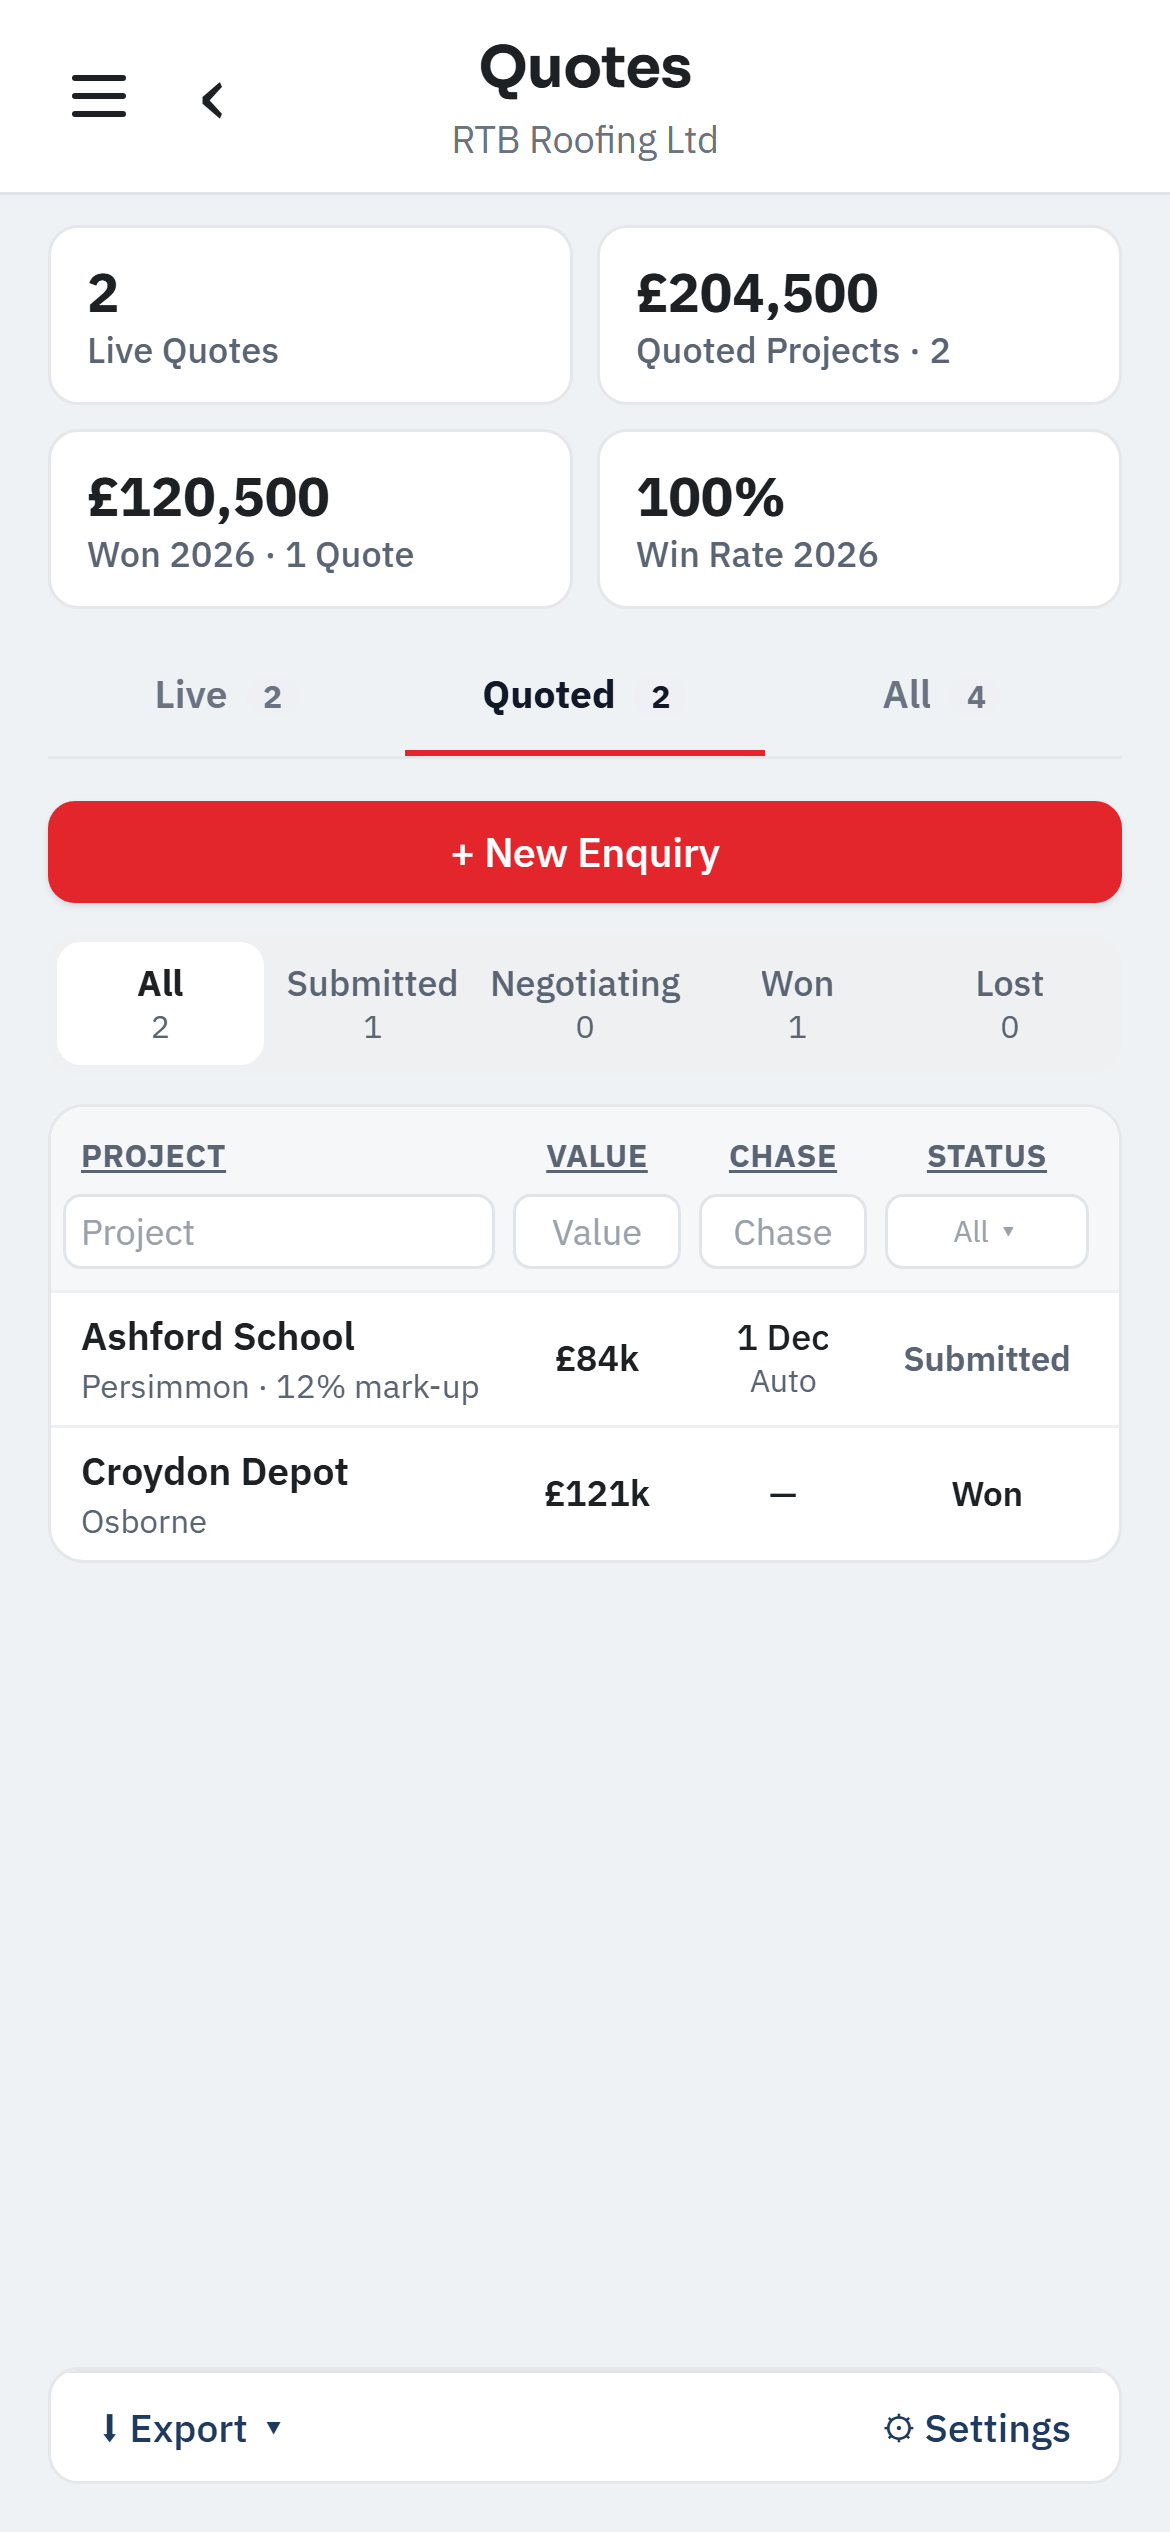 Quotes
RTB Roofing Ltd
2
Live Quotes
£204,500
Quoted Projects · 2
£120,500
Won 2026 · 1 Quote
100%
Win Rate 2026
Live 2
Quoted 2
All 4
+ New Enquiry
All
2
Submitted
1
Negotiating
0
Won
1
Lost
0
PROJECT VALUE CHASE STATUS
Project Value Chase All ▼
Ashford School
Persimmon · 12% mark-up
£84k
1 Dec
Auto
Submitted
Croydon Depot
Osborne
£121k
—
Won
⬇ Export ▼
⚙ Settings